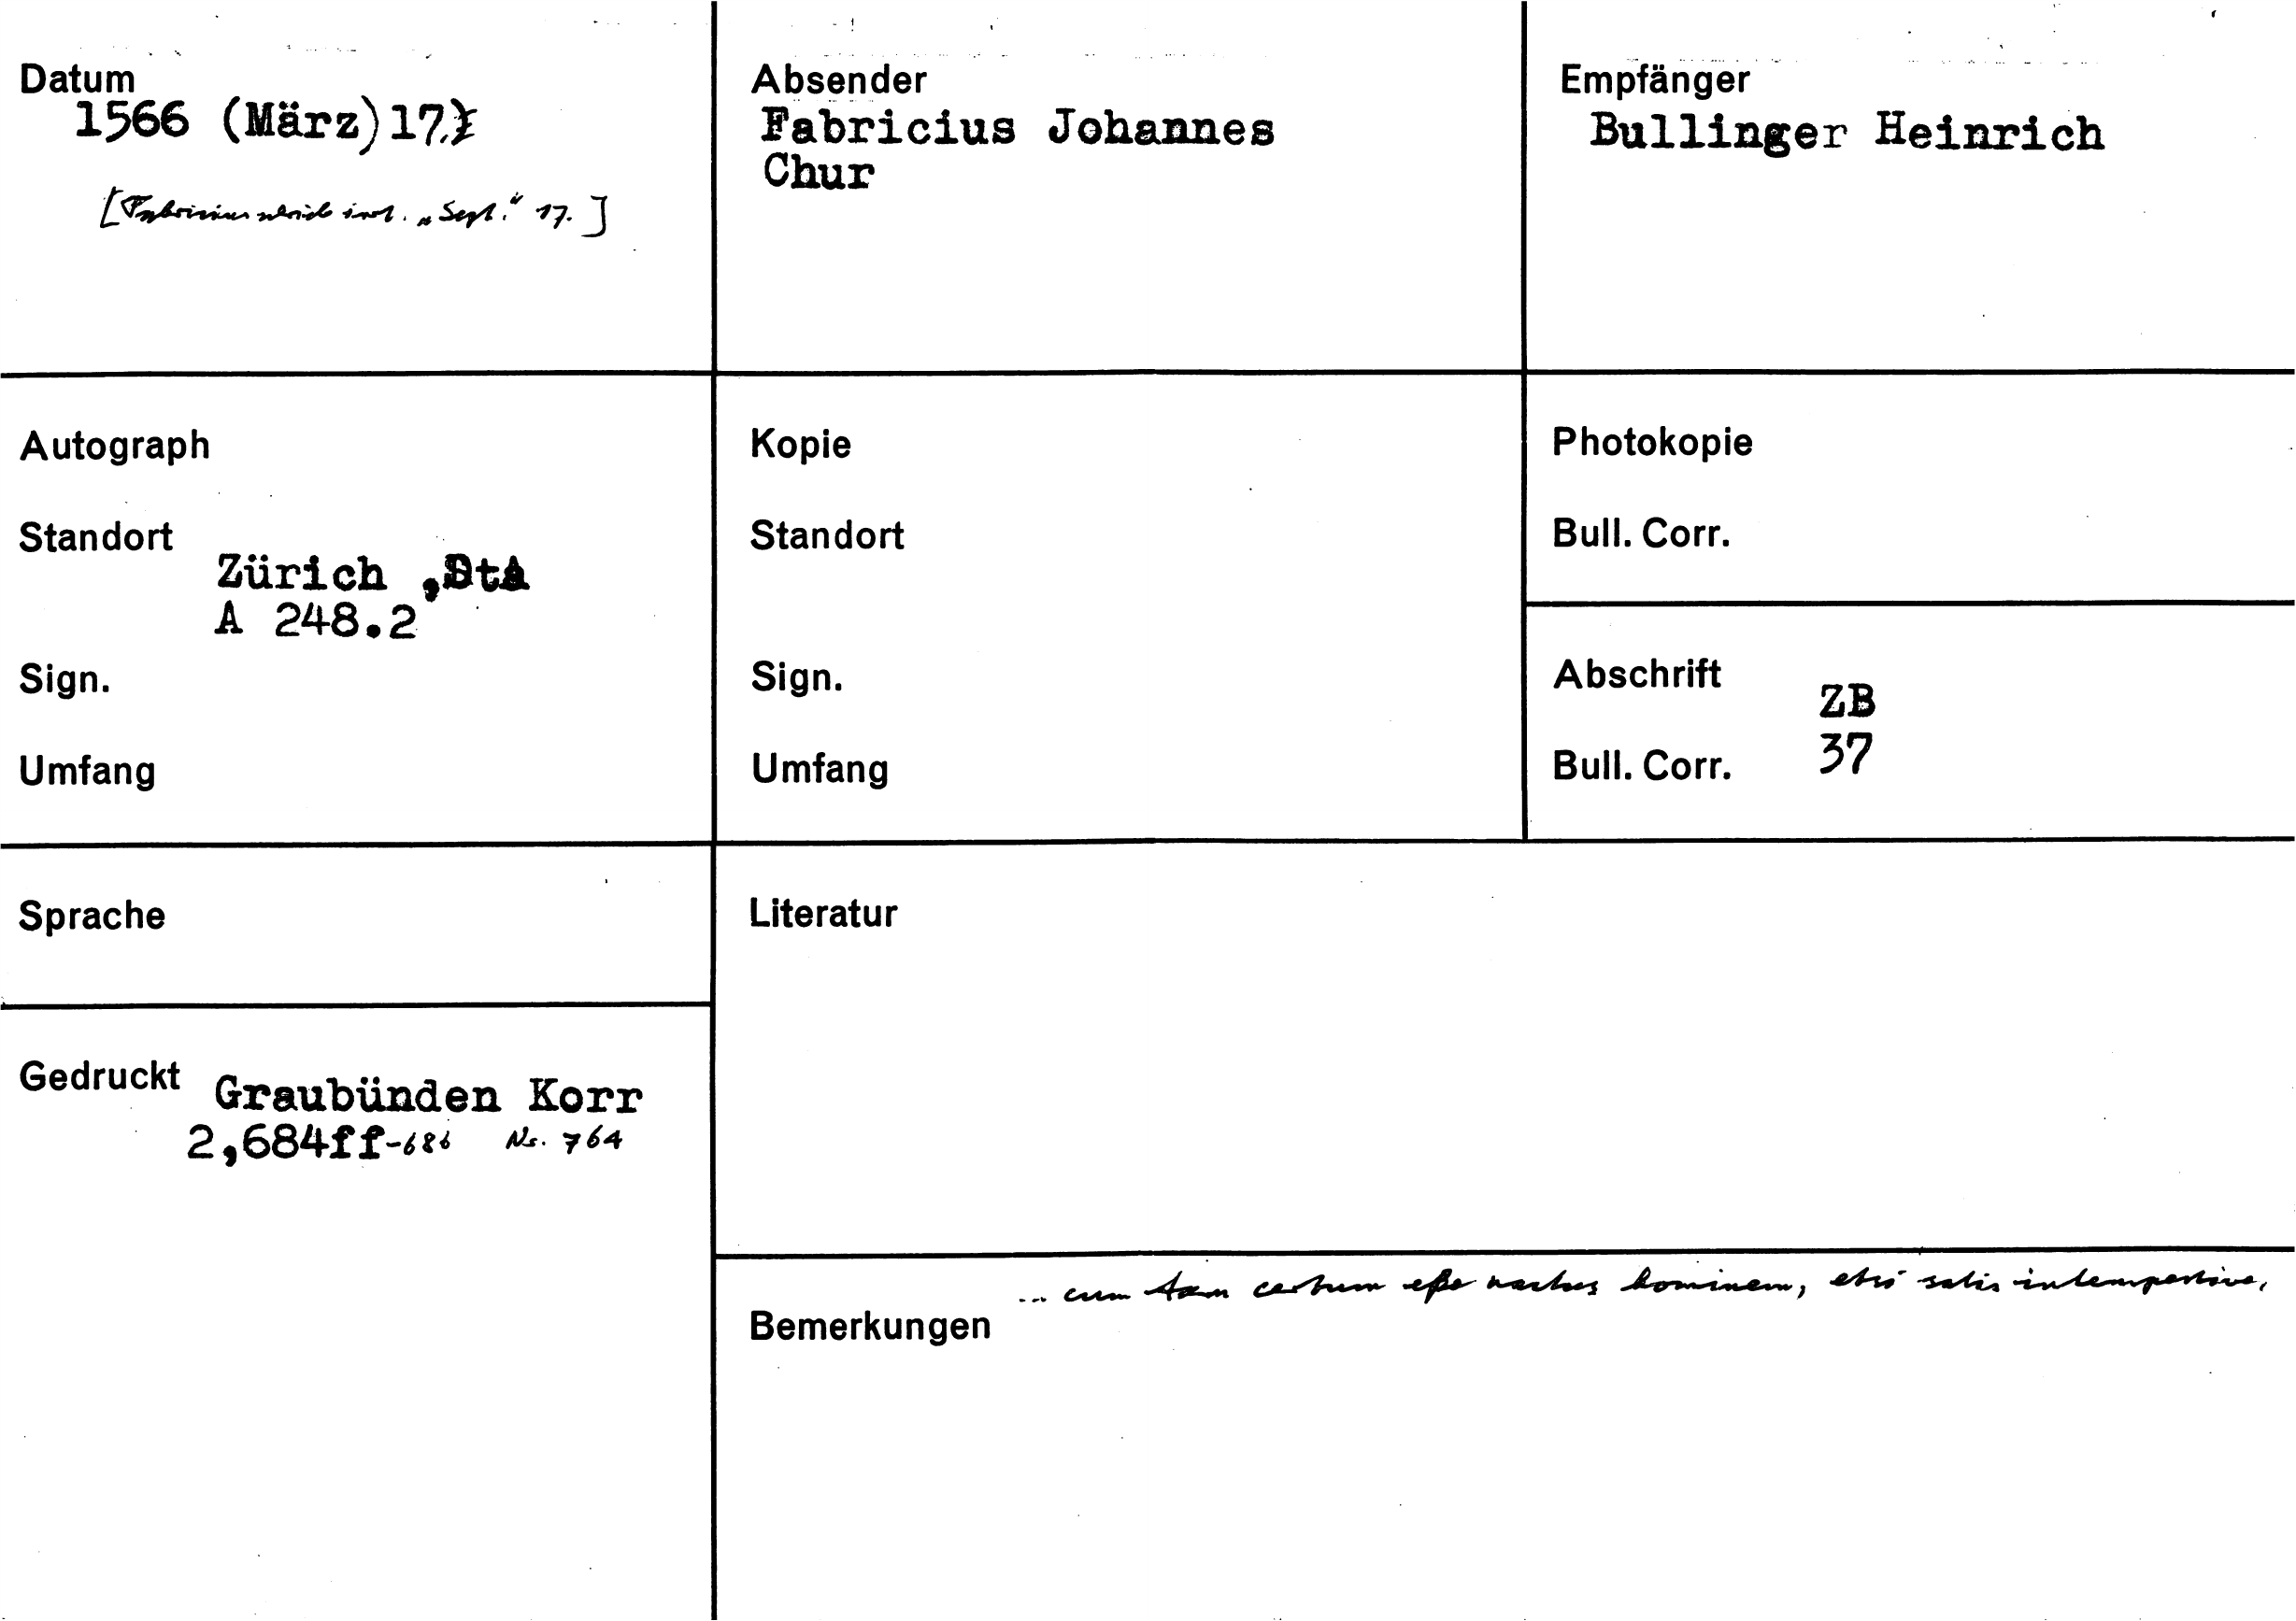 Datum
1566 (März) 17.
[Fabricius schrieb irrt. „Sept.“ 17.]
Absender
Fabricius Johannes
Chur
Empfänger
Bullinger Heinrich
Autograph
Standort
Zürich ,StA
A 248.2
Sign.
Umfang
Kopie
Standort
Sign.
Umfang
Photokopie
Bull. Corr.
Abschrift
ZB
Bull. Corr. 37
Sprache
Gedruckt
Graubünden Korr
2,684ff-686 Nr. 764
Literatur
Bemerkungen
... cum tam certum esse nactus hominem, etsi satis intempestive,